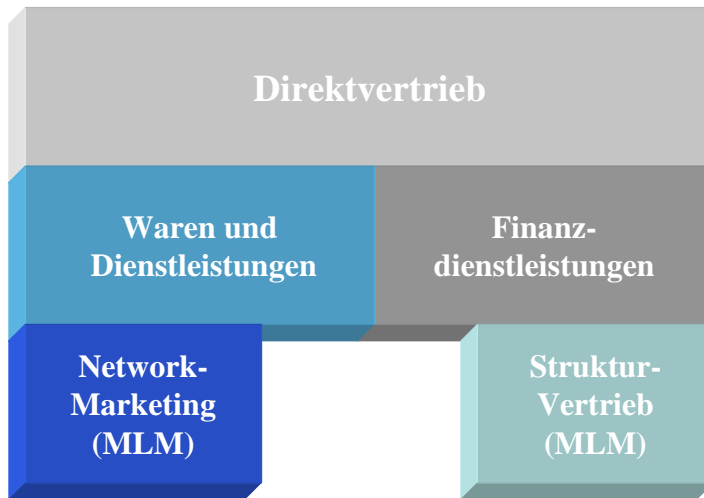 Direktvertrieb
Waren und
Dienstleistungen
Finanz-
dienstleistungen
Network-
Marketing
(MLM)
Struktur-
Vertrieb
(MLM)